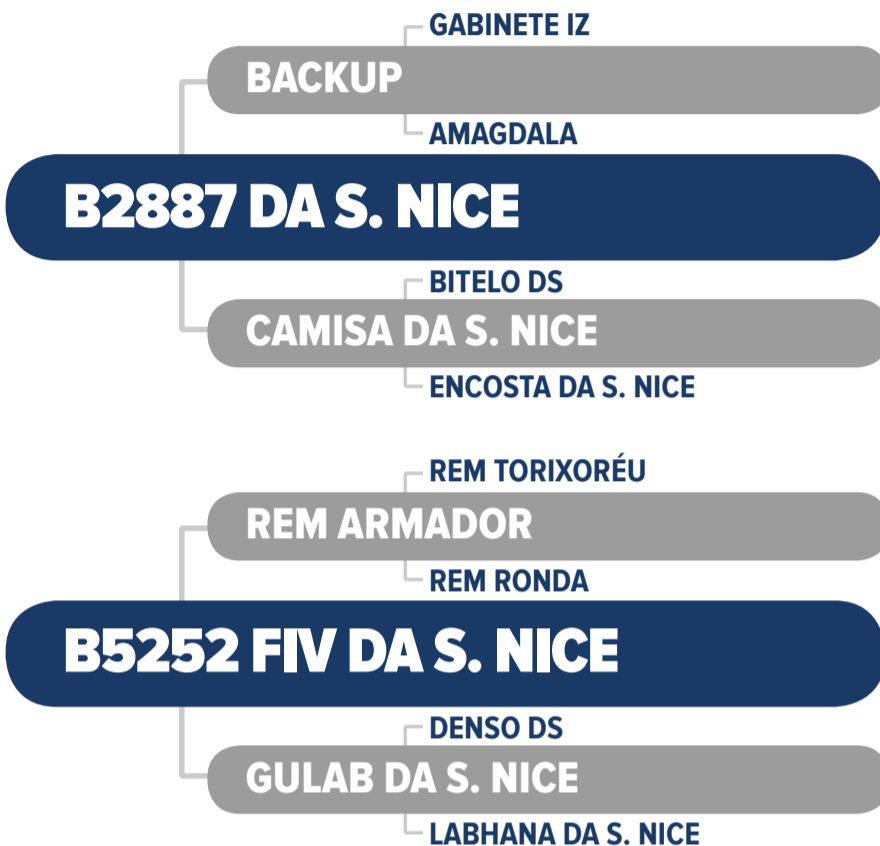 GABINETE IZ
BACKUP
AMAGDALA
B2887 DA S. NICE
BITELO DS
CAMISA DA S. NICE
ENCOSTA DA S. NICE
REM TORIXORÉU
REM ARMADOR
REM RONDA
B5252 FIV DA S. NICE
DENSO DS
GULAB DA S. NICE
LABHANA DA S. NICE